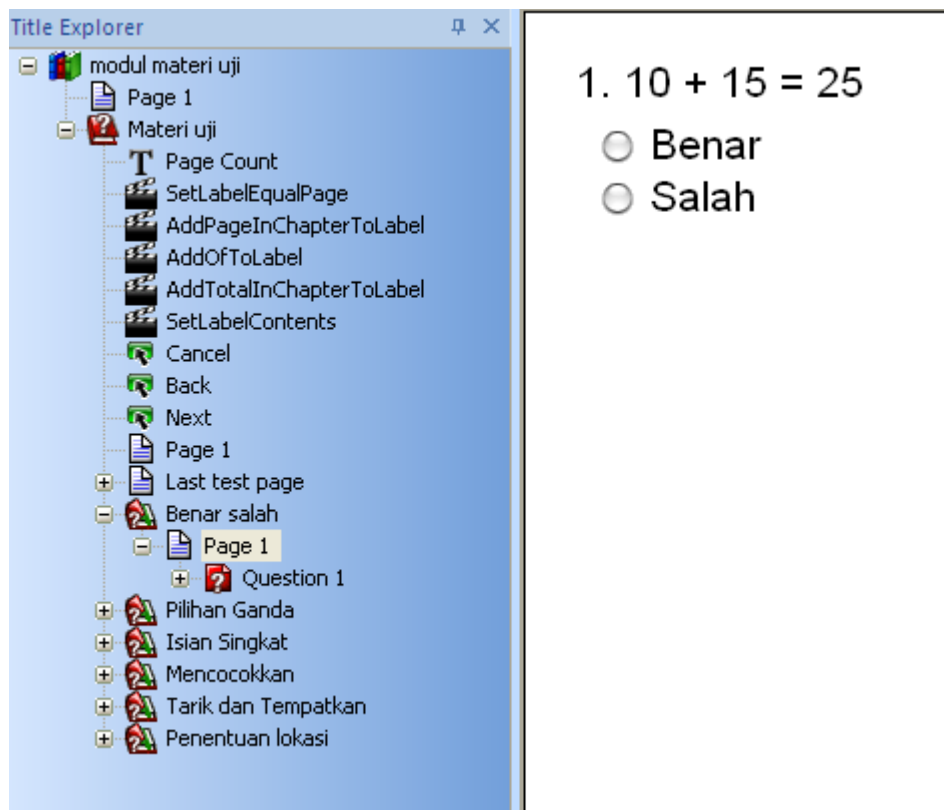 Title Explorer
modul materi uji
Page 1
Materi uji
Page Count
SetLabelEqualPage
AddPageInChapterToLabel
AddOfToLabel
AddTotalInChapterToLabel
SetLabelContents
Cancel
Back
Next
Page 1
Last test page
Benar salah
Page 1
Question 1
Pilihan Ganda
Isian Singkat
Mencocokkan
Tarik dan Tempatkan
Penentuan lokasi
1. 10 + 15 = 25
Benar
Salah